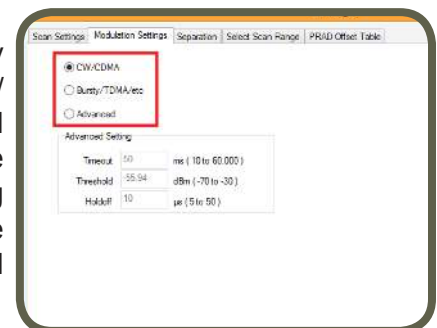 Scan Settings Modulation Settings Separation Select Scan Range PRAD Offset Table
CW/CDMA
Bursty/TDMA/etc
Advanced
Advanced Setting
Timeout 50 ms ( 10 to 60.000 )
Threshold -55.94 dBm ( -70 to -30 )
Holdoff 10 µs ( 5 to 50 )